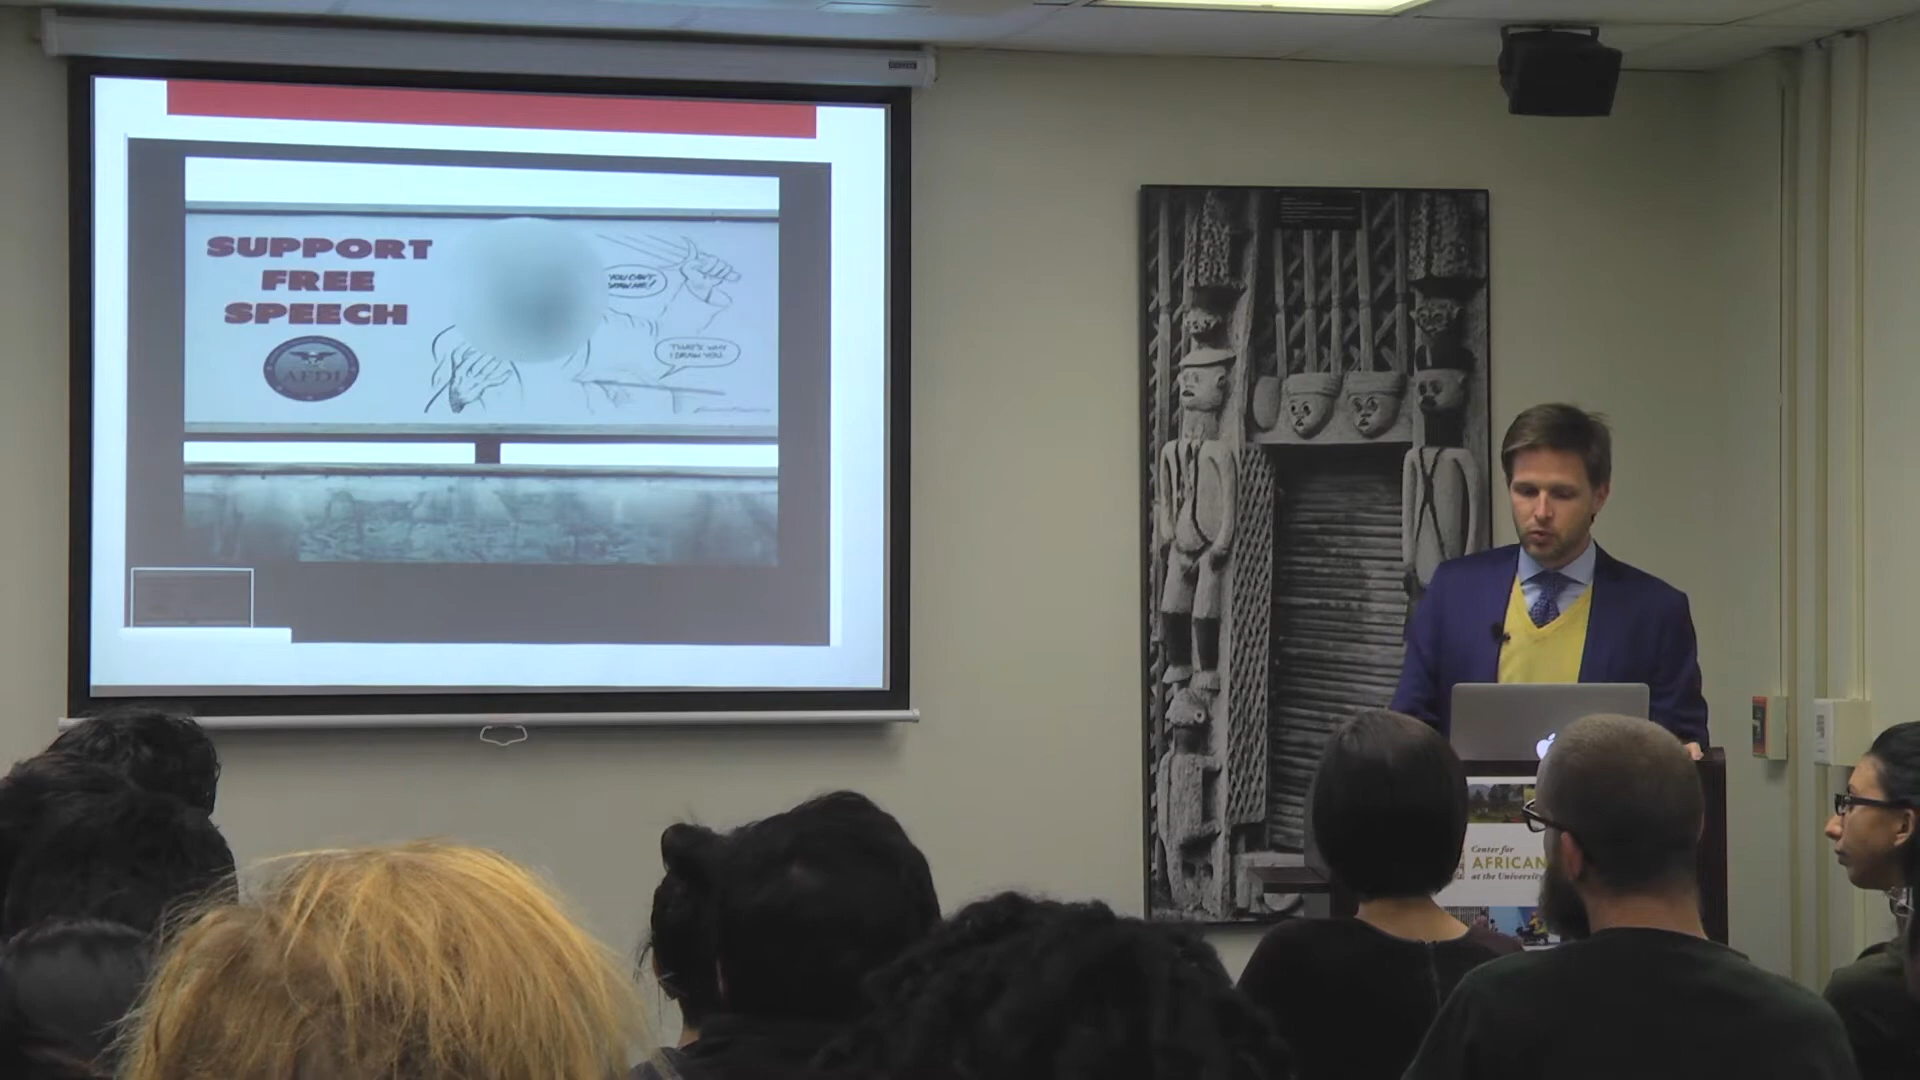 SUPPORT
FREE
SPEECH
AFDI
YOU CAN'T
DRAW ME!
THAT'S WHY
I DRAW YOU.
Center for
AFRICAN
at the University